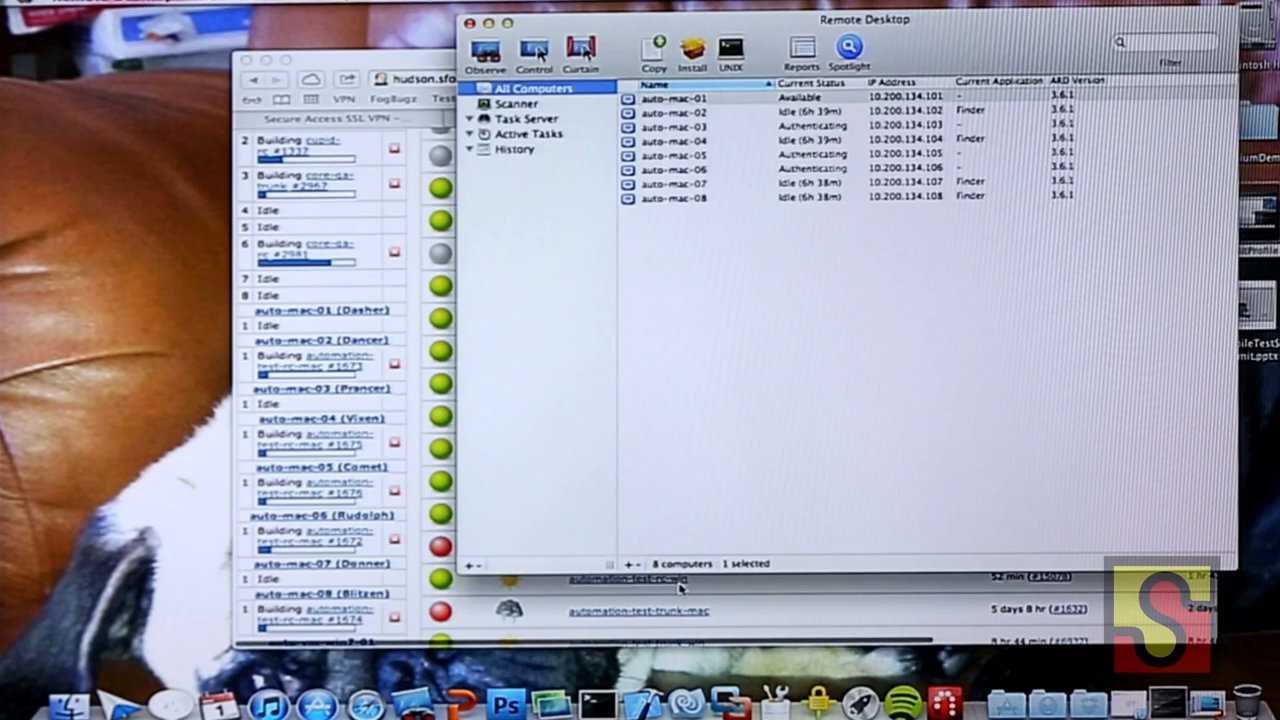 Remote Desktop
Observe Control Curtain Copy Install UNIX Reports Spotlight Filter
All Computers
Scanner
Task Server
Active Tasks
History
Name Current Status IP Address Current Application ARD Version
auto-mac-01 Available 10.200.134.101 - 3.6.1
auto-mac-02 Idle (6h 39m) 10.200.134.102 Finder 3.6.1
auto-mac-03 Authenticating 10.200.134.103 - 3.6.1
auto-mac-04 Idle (6h 39m) 10.200.134.104 Finder 3.6.1
auto-mac-05 Authenticating 10.200.134.105 - 3.6.1
auto-mac-06 Authenticating 10.200.134.106 - 3.6.1
auto-mac-07 Idle (6h 38m) 10.200.134.107 Finder 3.6.1
auto-mac-08 Idle (6h 38m) 10.200.134.108 Finder 3.6.1
8 computers 1 selected
hudson.sfo
VPN FogBugz Test
Secure Access SSL VPN -...
2 Building cupid-
rc #1337
3 Building core-qa-
trunk #2967
4 Idle
5 Idle
6 Building core-qa-
rc #2981
7 Idle
8 Idle
auto-mac-01 (Dasher)
1 Idle
auto-mac-02 (Dancer)
1 Building automation-
test-rc-mac #1673
auto-mac-03 (Prancer)
1 Idle
auto-mac-04 (Vixen)
1 Building automation-
test-rc-mac #1675
auto-mac-05 (Comet)
1 Building automation-
test-rc-mac #1676
auto-mac-06 (Rudolph)
1 Building automation-
test-rc-mac #1672
auto-mac-07 (Donner)
1 Idle
auto-mac-08 (Blitzen)
1 Building automation-
test-rc-mac #1674
52 min
automation-test-trunk-mac 5 days 8 hr (#1632) 2 days
Ps
1
S